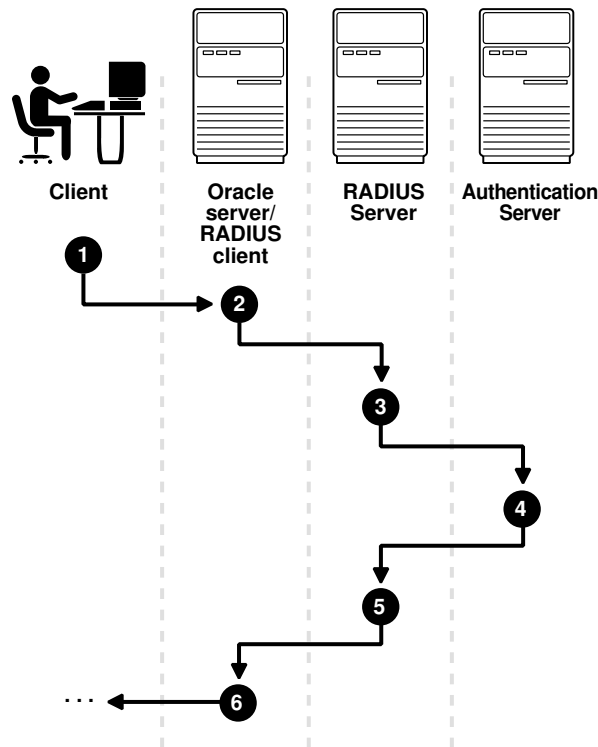 Client
Oracle
server/
RADIUS
client
RADIUS
Server
Authentication
Server
1
2
3
4
5
6
. . .